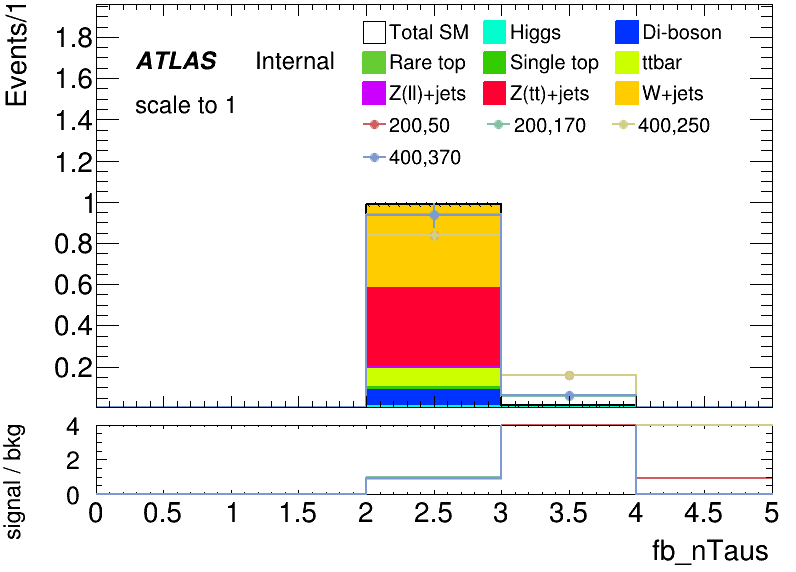 Events/1
1.8
1.6
1.4
1.2
1
0.8
0.6
0.4
0.2
ATLAS Internal
scale to 1
Total SM Higgs Di-boson
Rare top Single top ttbar
Z(ll)+jets Z(tt)+jets W+jets
200,50 200,170 400,250
400,370
signal / bkg
4
2
0
0 0.5 1 1.5 2 2.5 3 3.5 4 4.5 5
fb_nTaus